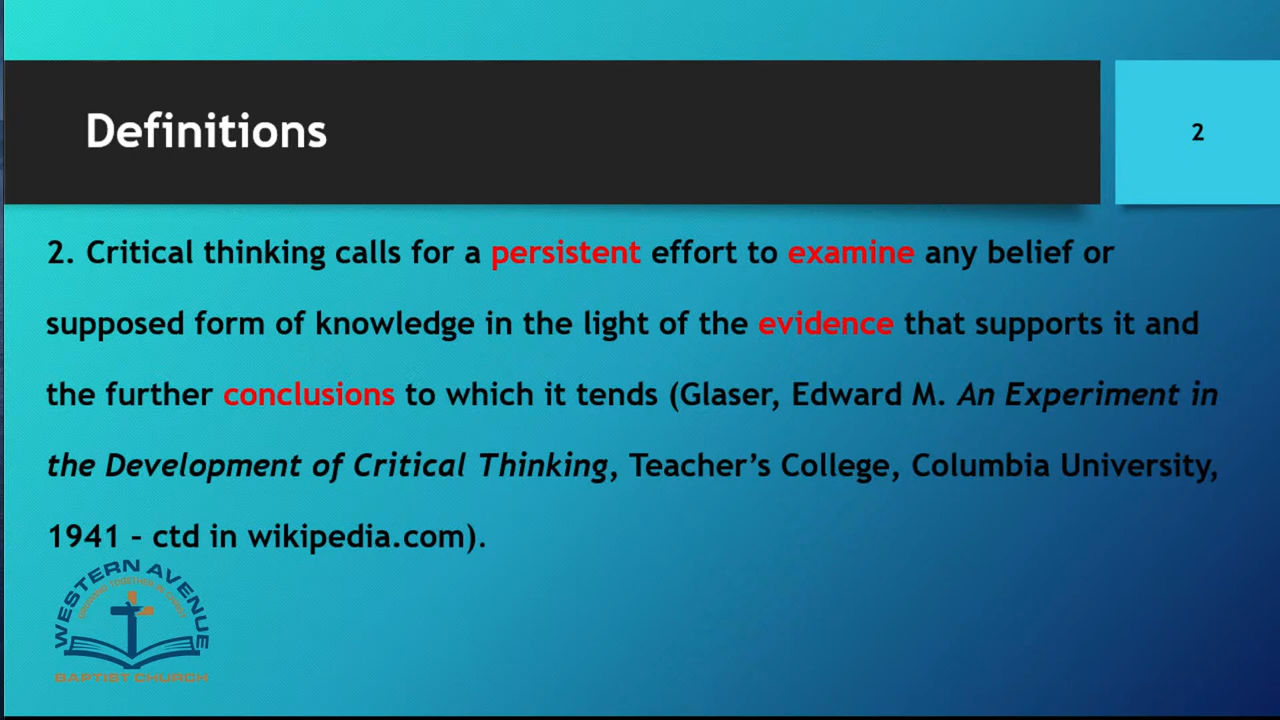 Definitions
2
2. Critical thinking calls for a persistent effort to examine any belief or
supposed form of knowledge in the light of the evidence that supports it and
the further conclusions to which it tends (Glaser, Edward M. An Experiment in
the Development of Critical Thinking, Teacher’s College, Columbia University,
1941 – ctd in wikipedia.com).
WESTERN AVENUE
BAPTIST CHURCH